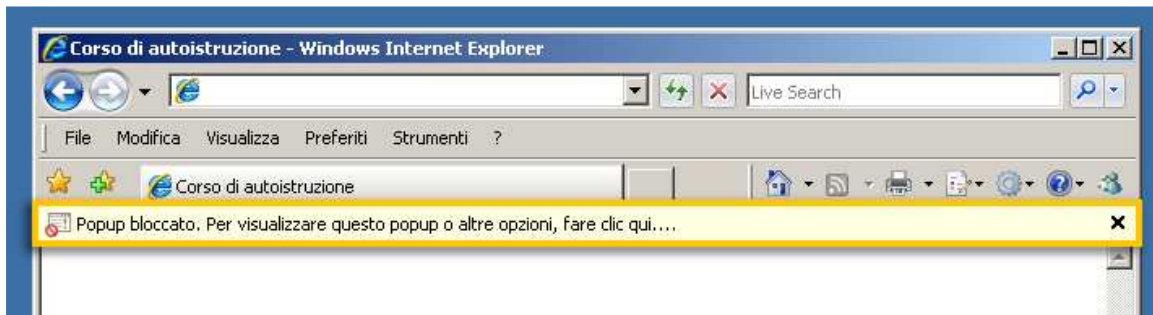 Corso di autoistruzione - Windows Internet Explorer
Live Search
File Modifica Visualizza Preferiti Strumenti ?
Corso di autoistruzione
Popup bloccato. Per visualizzare questo popup o altre opzioni, fare clic qui....